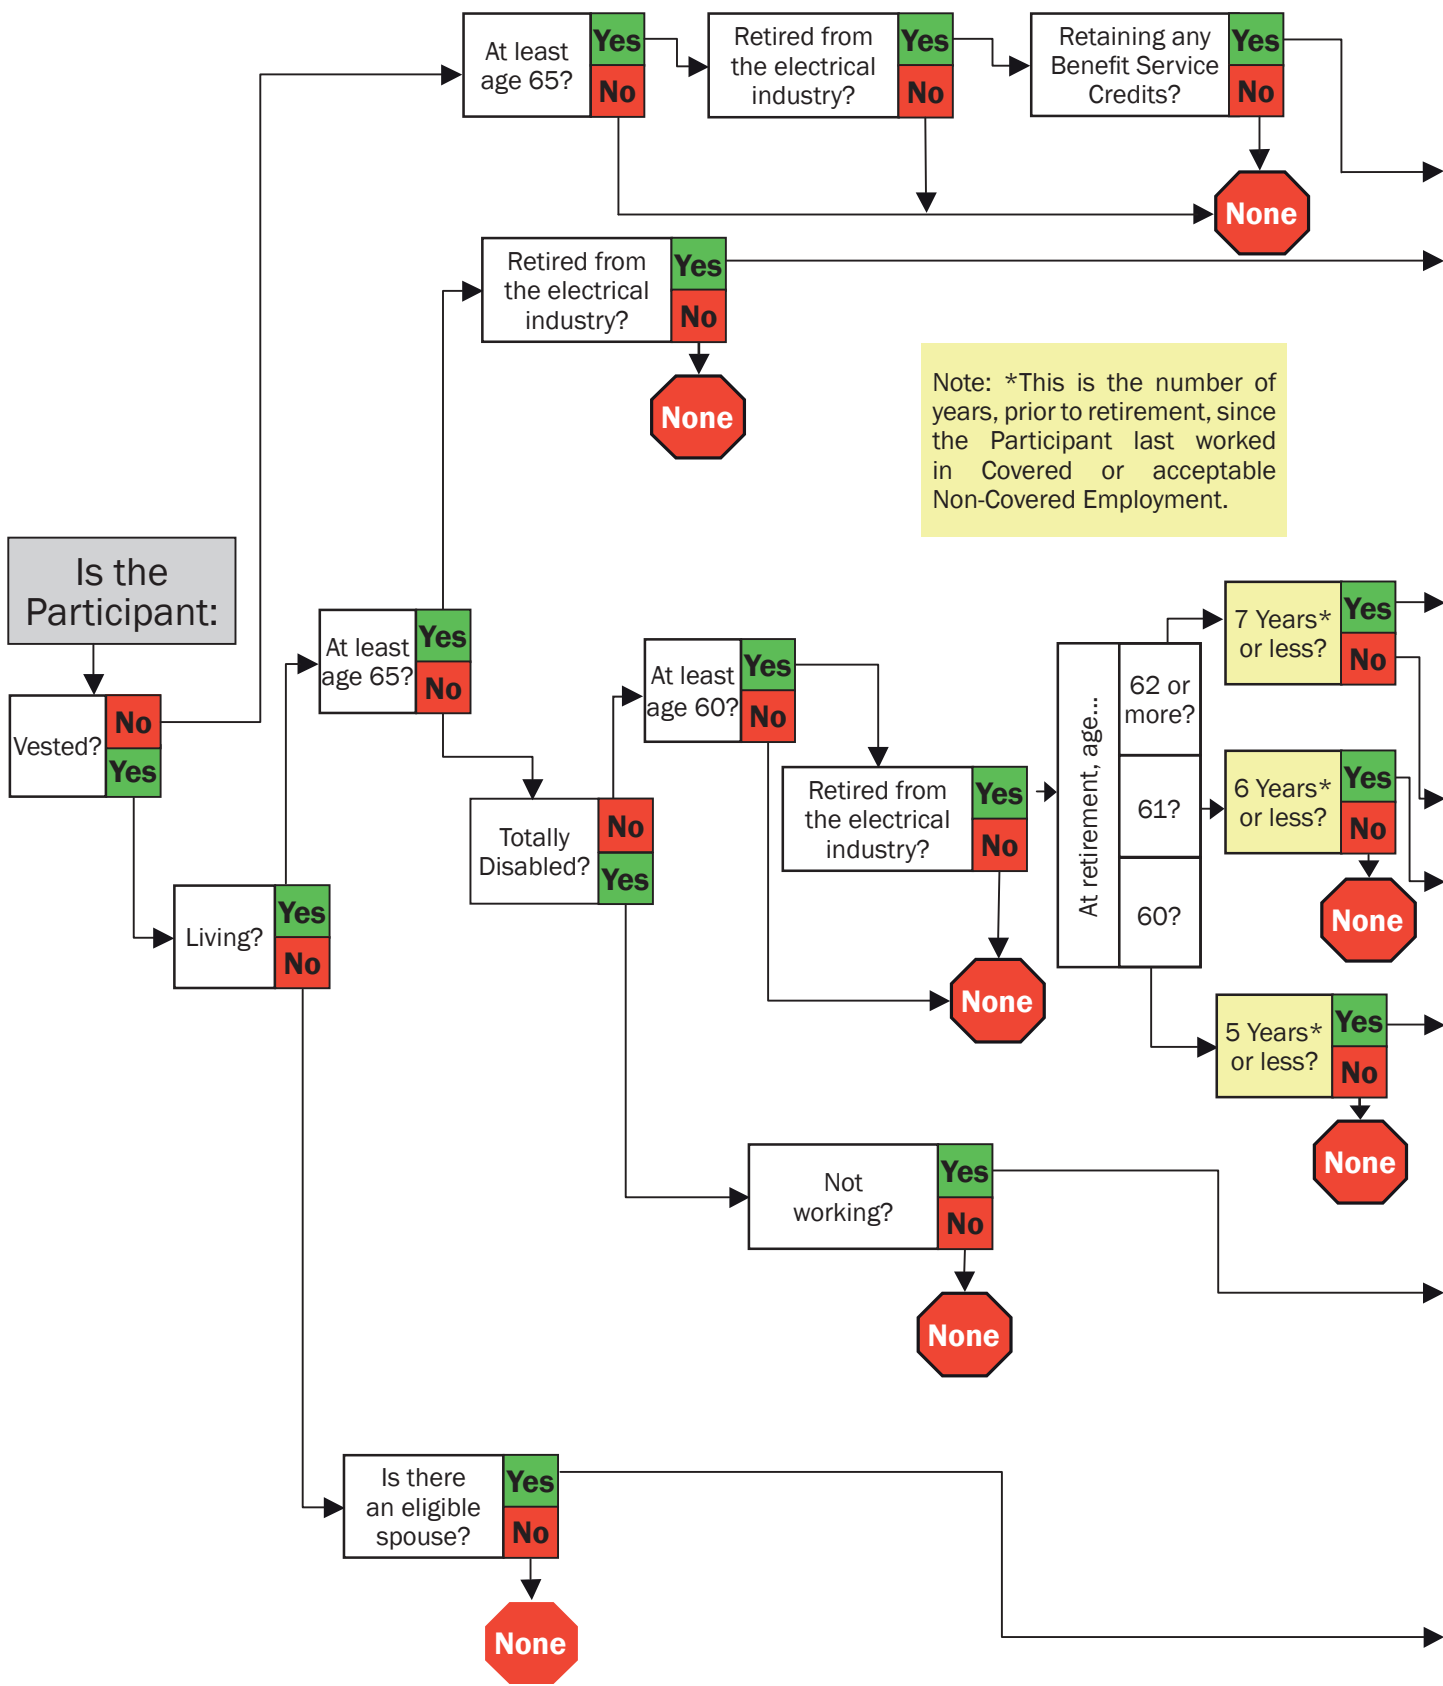 At least
age 65?
Yes
No
Retired from
the electrical
industry?
Yes
No
Retaining any
Benefit Service
Credits?
Yes
No
None
Retired from
the electrical
industry?
Yes
No
None
Note: *This is the number of
years, prior to retirement, since
the Participant last worked
in Covered or acceptable
Non-Covered Employment.
Is the
Participant:
Vested?
No
Yes
Living?
Yes
No
At least
age 65?
Yes
No
Totally
Disabled?
No
Yes
At least
age 60?
Yes
No
Retired from
the electrical
industry?
Yes
No
None
At retirement, age...
62 or
more?
61?
60?
7 Years*
or less?
Yes
No
6 Years*
or less?
Yes
No
None
5 Years*
or less?
Yes
No
None
Not
working?
Yes
No
None
Is there
an eligible
spouse?
Yes
No
None